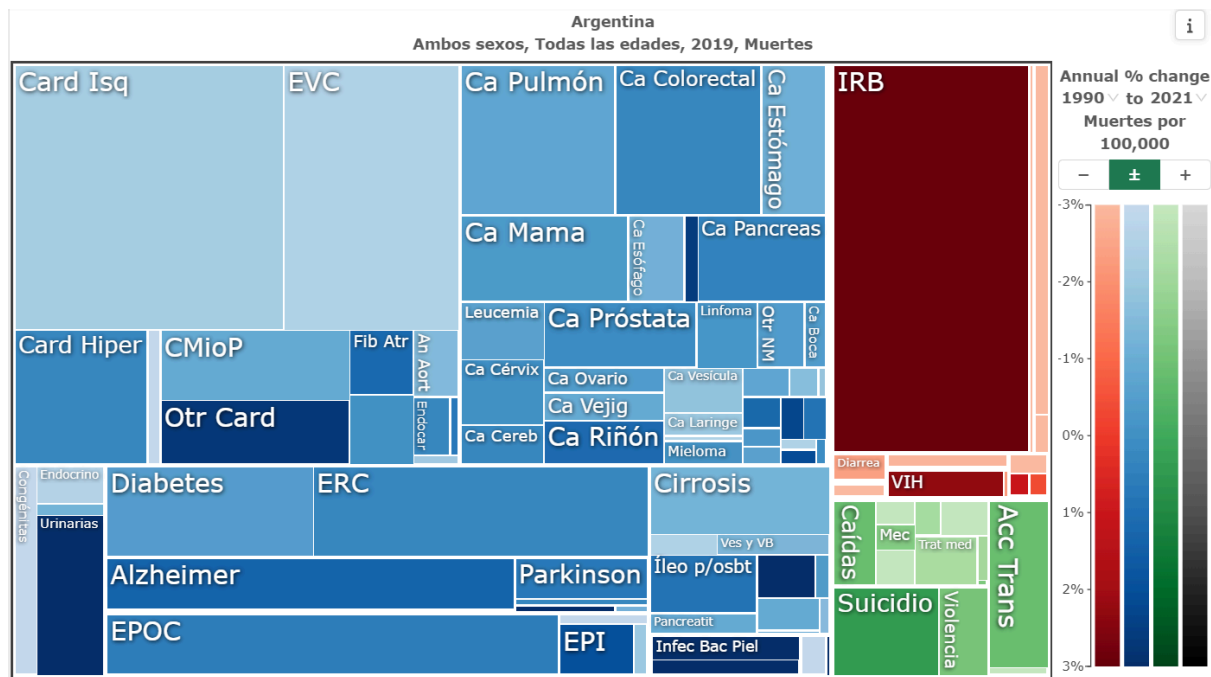 Argentina
Ambos sexos, Todas las edades, 2019, Muertes
i
Card Isq
EVC
Ca Pulmón
Ca Colorectal
Ca Estómago
IRB
Annual % change
1990 to 2021
Muertes por
100,000
− ± +
Ca Mama
Ca Esófago
Ca Pancreas
Card Hiper
CMioP
Fib Atr
An Aort
Otr Card
Endocar
Leucemia
Ca Próstata
Linfoma
Otr NM
Ca Boca
Ca Cérvix
Ca Ovario
Ca Vesícula
Ca Vejig
Ca Laringe
Ca Cereb
Ca Riñón
Mieloma
Diarrea
VIH
Congénitas
Endocrino
Urinarias
Diabetes
ERC
Cirrosis
Ves y VB
Alzheimer
Parkinson
Íleo p/osbt
Pancreatit
EPOC
EPI
Infec Bac Piel
Caídas
Mec
Trat med
Acc Trans
Suicidio
Violencia
-3%
-2%
-1%
0%
1%
2%
3%